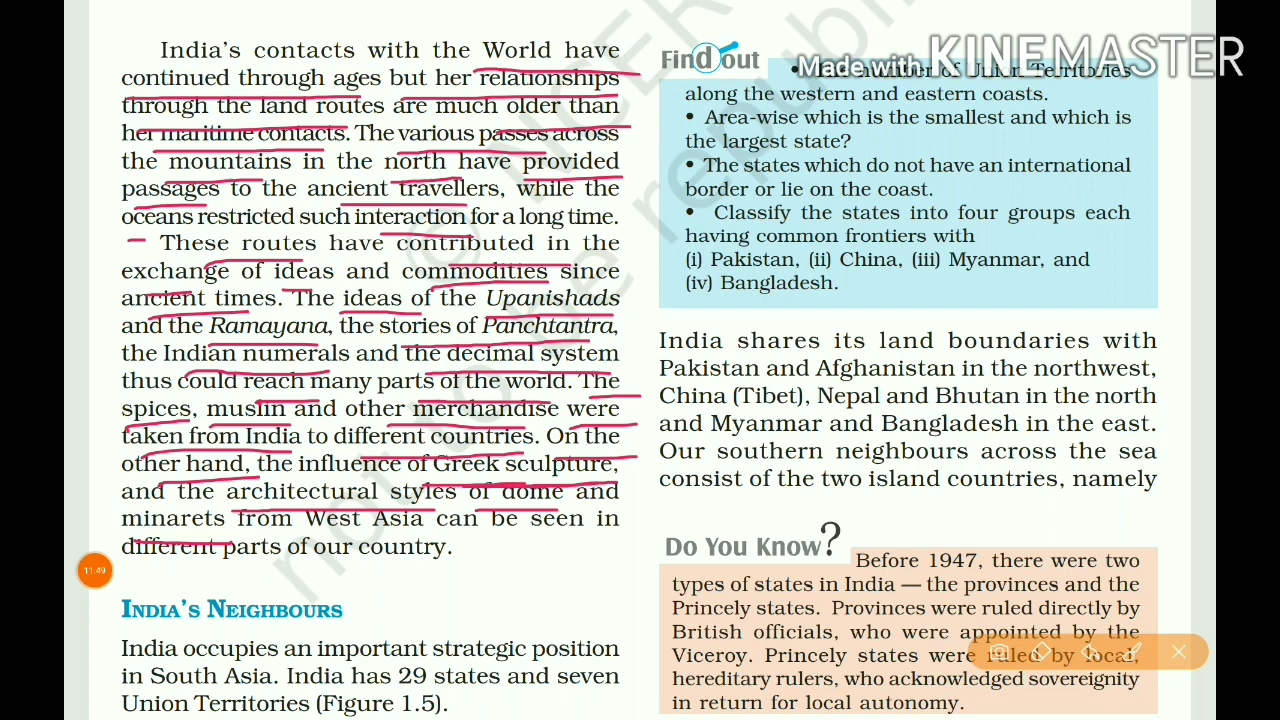 India's contacts with the World have
continued through ages but her relationships
through the land routes are much older than
her maritime contacts. The various passes across
the mountains in the north have provided
passages to the ancient travellers, while the
oceans restricted such interaction for a long time.
These routes have contributed in the
exchange of ideas and commodities since
ancient times. The ideas of the Upanishads
and the Ramayana, the stories of Panchtantra,
the Indian numerals and the decimal system
thus could reach many parts of the world. The
spices, muslin and other merchandise were
taken from India to different countries. On the
other hand, the influence of Greek sculpture,
and the architectural styles of dome and
minarets from West Asia can be seen in
different parts of our country.
11:49
INDIA'S NEIGHBOURS
India occupies an important strategic position
in South Asia. India has 29 states and seven
Union Territories (Figure 1.5).
Find out
Made with KINEMASTER
• number of Union Territories
along the western and eastern coasts.
• Area-wise which is the smallest and which is
the largest state?
• The states which do not have an international
border or lie on the coast.
• Classify the states into four groups each
having common frontiers with
(i) Pakistan, (ii) China, (iii) Myanmar, and
(iv) Bangladesh.
India shares its land boundaries with
Pakistan and Afghanistan in the northwest,
China (Tibet), Nepal and Bhutan in the north
and Myanmar and Bangladesh in the east.
Our southern neighbours across the sea
consist of the two island countries, namely
Do You Know?
Before 1947, there were two
types of states in India — the provinces and the
Princely states. Provinces were ruled directly by
British officials, who were appointed by the
Viceroy. Princely states were ruled by local,
hereditary rulers, who acknowledged sovereignty
in return for local autonomy.
© NCER
not to be republi